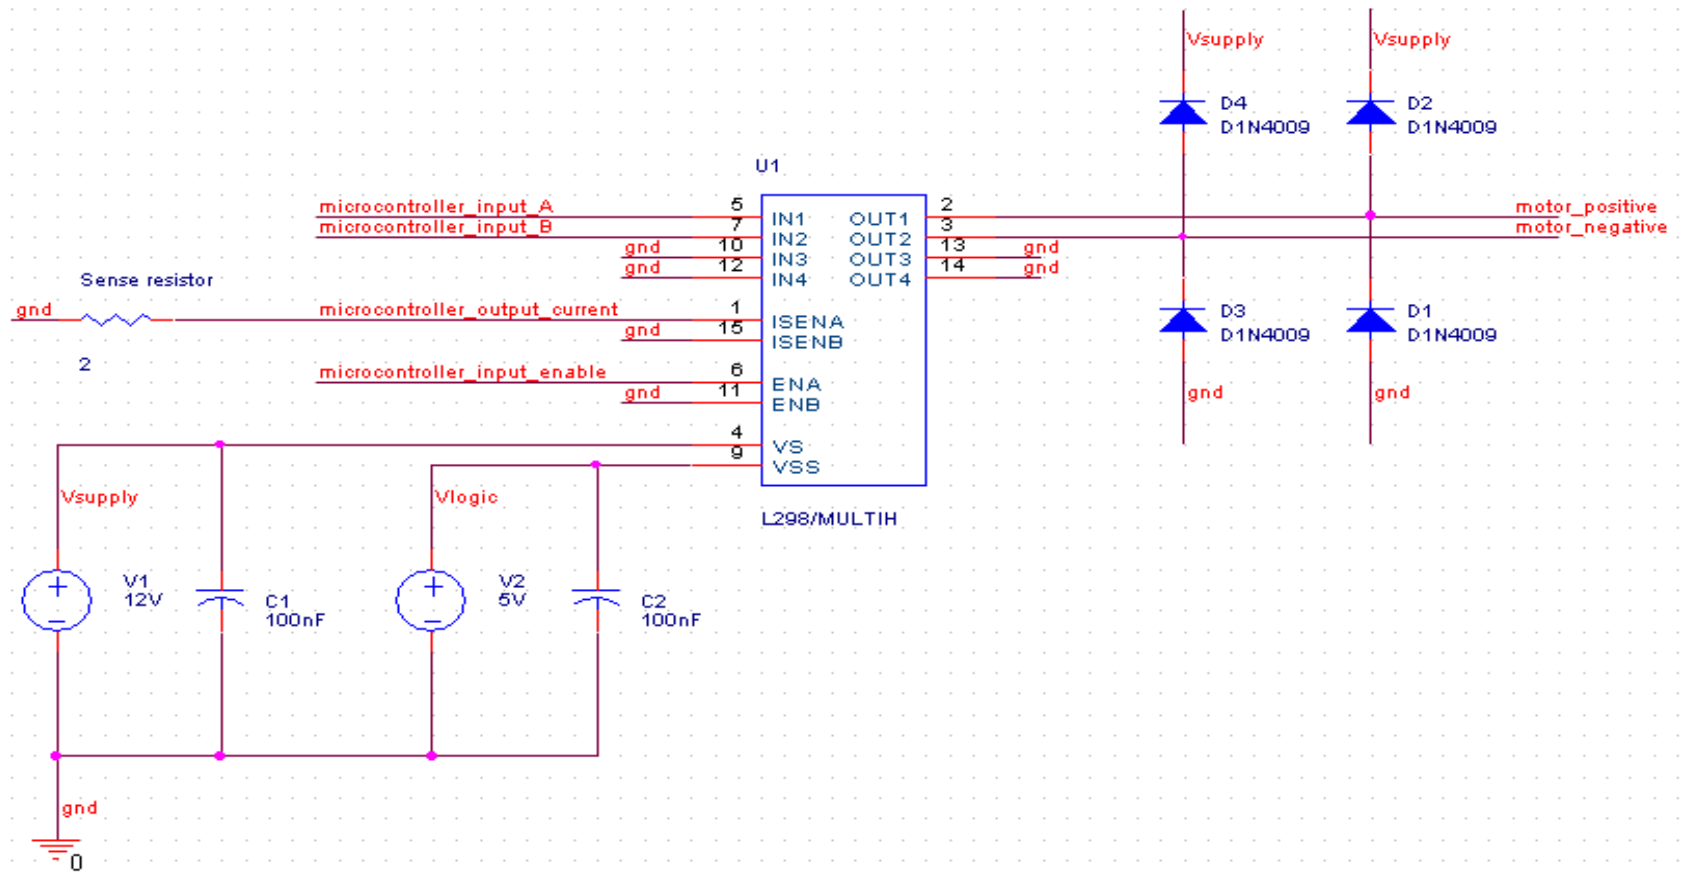 Vsupply
Vsupply
D4
D1N4009
D2
D1N4009
U1
microcontroller_input_A
5
IN1
OUT1
2
motor_positive
microcontroller_input_B
7
IN2
OUT2
3
motor_negative
gnd
10
IN3
OUT3
13
gnd
gnd
12
IN4
OUT4
14
gnd
Sense resistor
gnd
2
microcontroller_output_current
1
ISENA
gnd
15
ISENB
D3
D1N4009
D1
D1N4009
microcontroller_input_enable
6
ENA
gnd
11
ENB
gnd
gnd
4
VS
9
VSS
Vsupply
Vlogic
L298/MULTIH
V1
12V
C1
100nF
V2
5V
C2
100nF
gnd
0